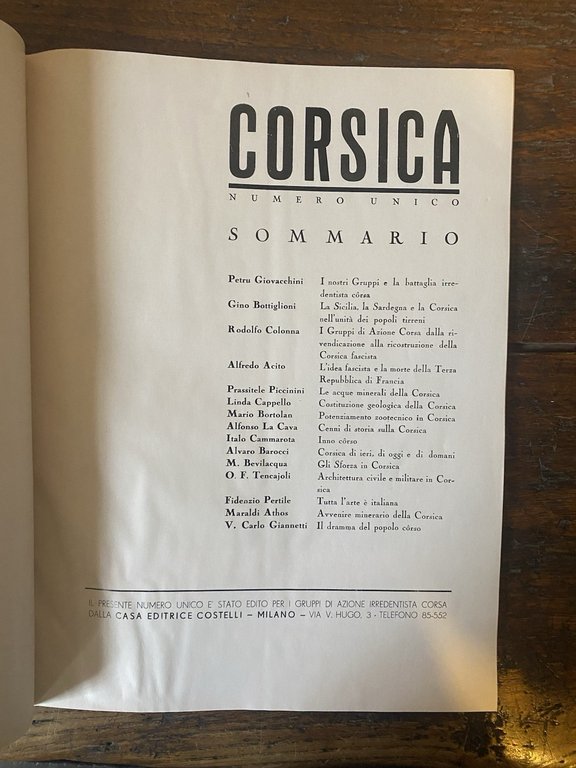 CORSICA
NUMERO UNICO
SOMMARIO
Petru Giovacchini I nostri Gruppi e la battaglia irre-
dentista côrsa
Gino Bottiglioni La Sicilia, la Sardegna e la Corsica
nell'unità dei popoli tirreni
Rodolfo Colonna I Gruppi di Azione Corsa dalla ri-
vendicazione alla ricostruzione della
Corsica fascista
Alfredo Acito L'idea fascista e la morte della Terza
Repubblica di Francia
Prassitele Piccinini Le acque minerali della Corsica
Linda Cappello Costituzione geologica della Corsica
Mario Bortolan Potenziamento zootecnico in Corsica
Alfonso La Cava Cenni di storia sulla Corsica
Italo Cammarota Inno côrso
Alvaro Barocci Corsica di ieri, di oggi e di domani
M. Bevilacqua Gli Sforza in Corsica
O. F. Tencajoli Architettura civile e militare in Cor-
sica
Fidenzio Pertile Tutta l'arte è italiana
Maraldi Athos Avvenire minerario della Corsica
V. Carlo Giannetti Il dramma del popolo côrso
IL PRESENTE NUMERO UNICO E' STATO EDITO PER I GRUPPI DI AZIONE IRREDENTISTA CORSA
DALLA CASA EDITRICE COSTELLI - MILANO - VIA V. HUGO, 3 - TELEFONO 85-552